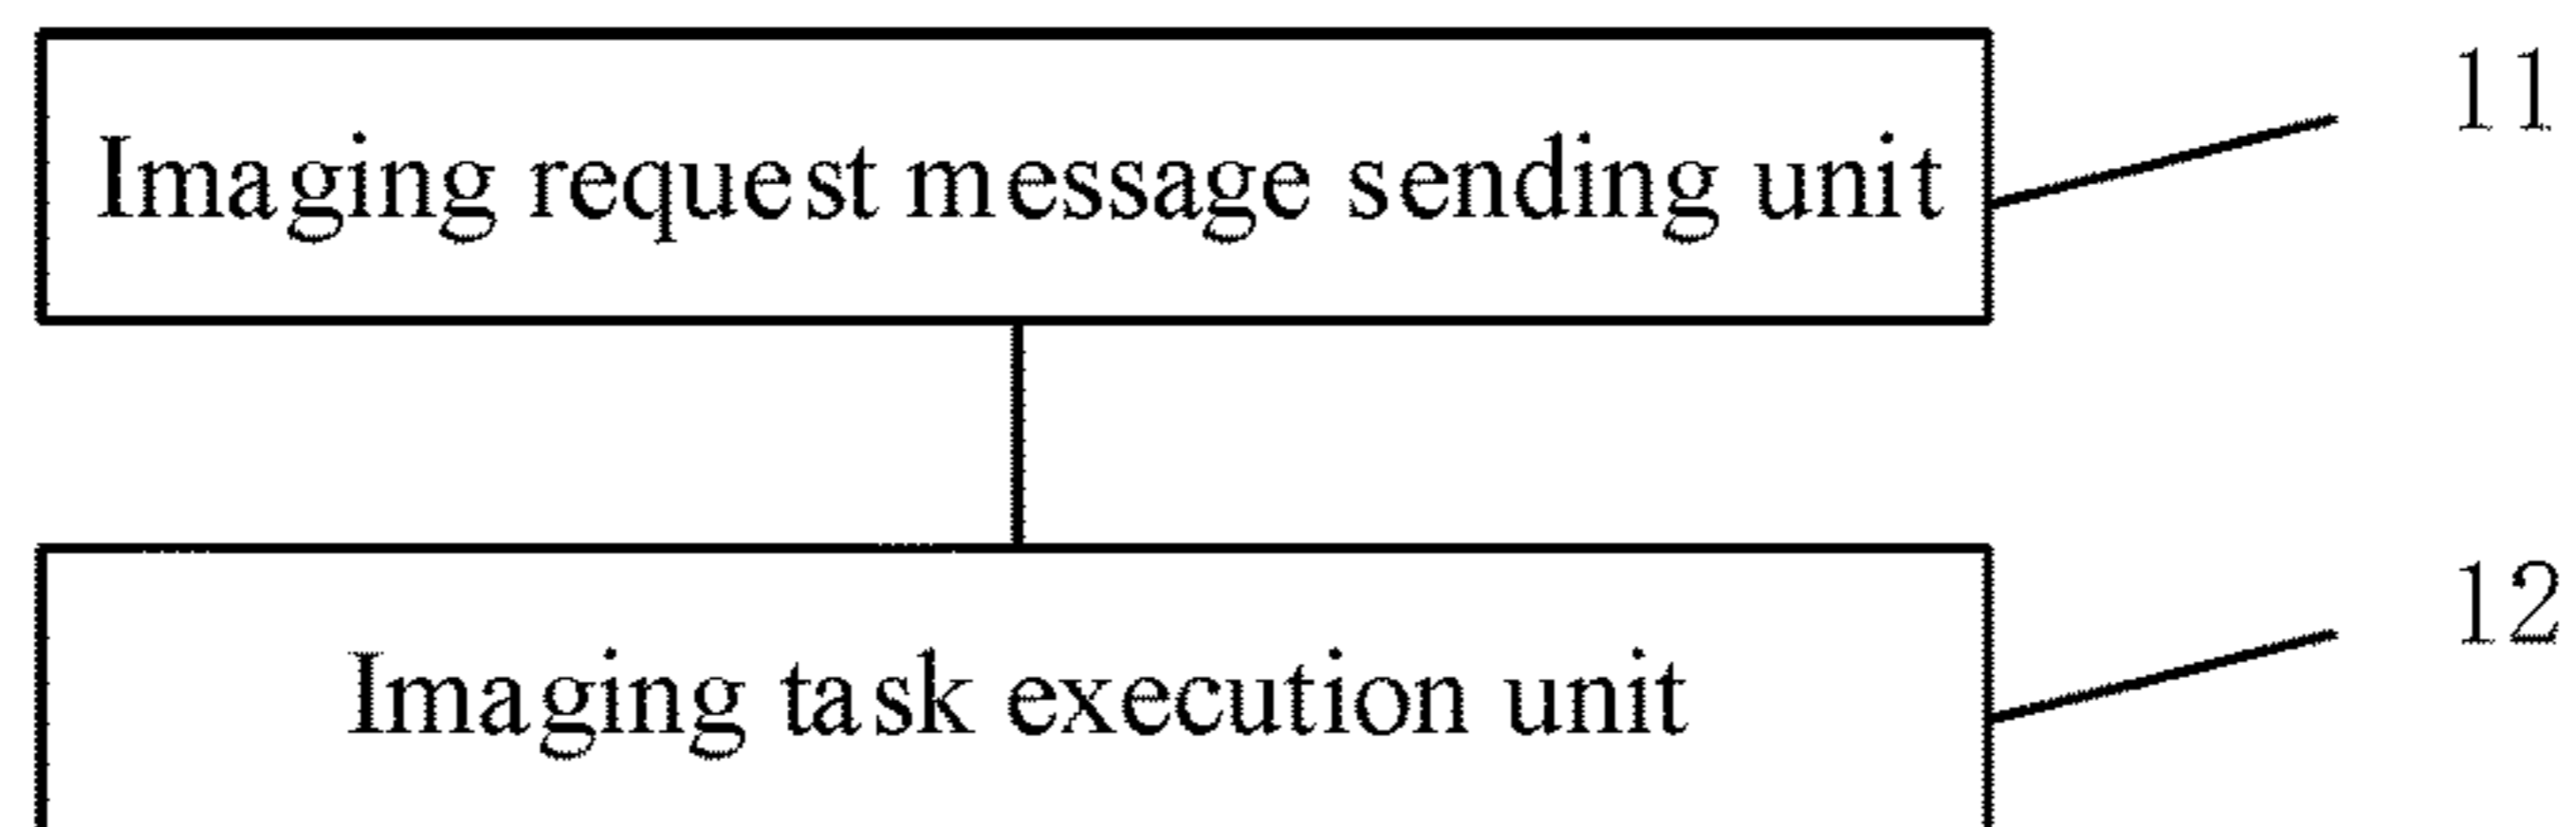 11
Imaging request message sending unit
12
Imaging task execution unit